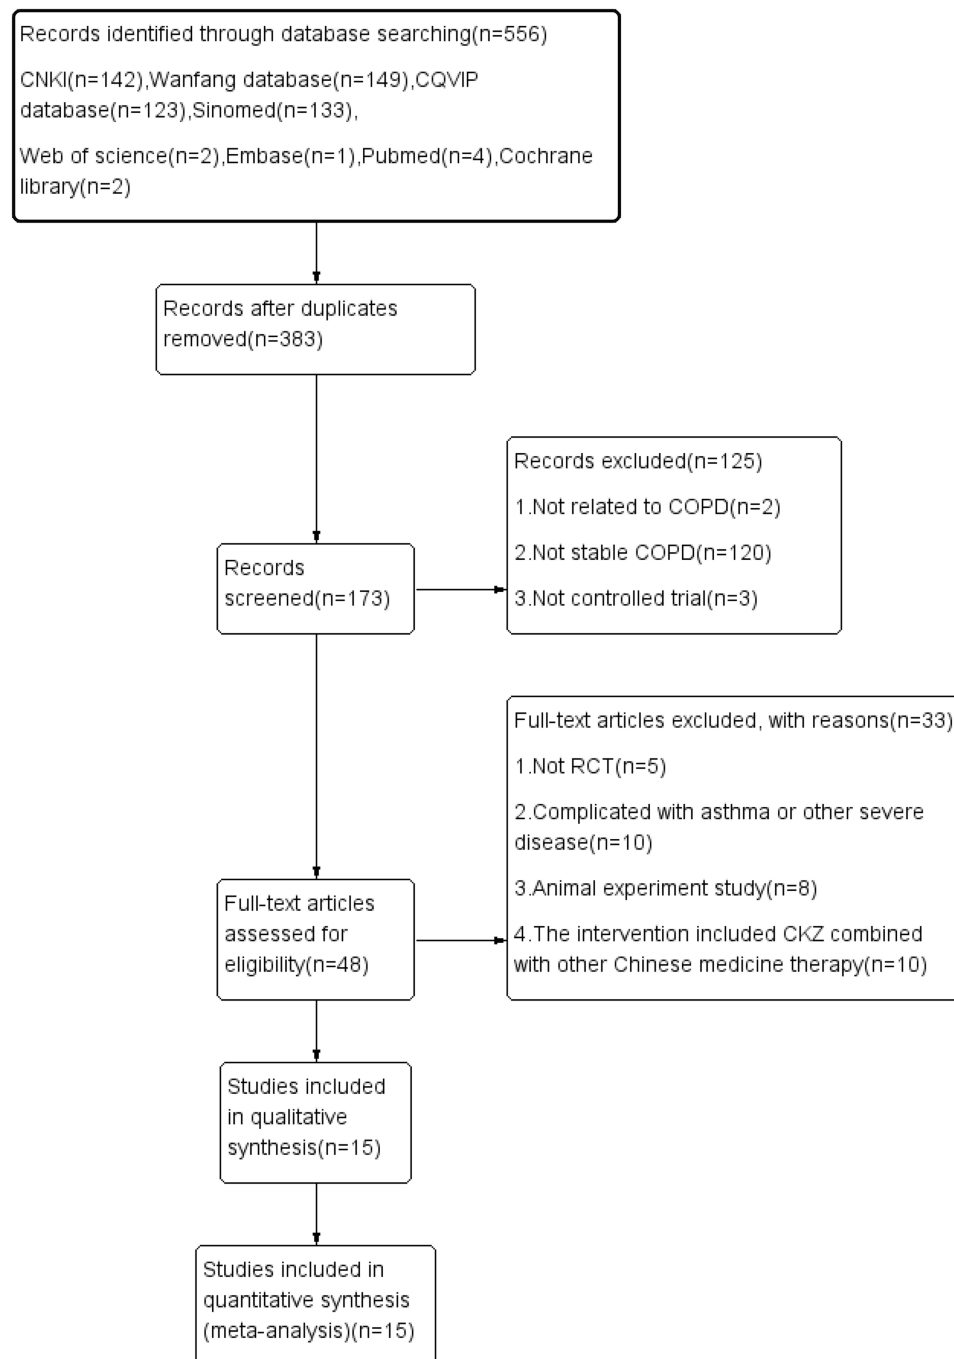 Records identified through database searching(n=556)
CNKI(n=142),Wanfang database(n=149),CQVIP
database(n=123),Sinomed(n=133),
Web of science(n=2),Embase(n=1),Pubmed(n=4),Cochrane
library(n=2)
Records after duplicates
removed(n=383)
Records excluded(n=125)
1.Not related to COPD(n=2)
2.Not stable COPD(n=120)
3.Not controlled trial(n=3)
Records
screened(n=173)
Full-text articles excluded, with reasons(n=33)
1.Not RCT(n=5)
2.Complicated with asthma or other severe
disease(n=10)
3.Animal experiment study(n=8)
4.The intervention included CKZ combined
with other Chinese medicine therapy(n=10)
Full-text articles
assessed for
eligibility(n=48)
Studies included
in qualitative
synthesis(n=15)
Studies included in
quantitative synthesis
(meta-analysis)(n=15)